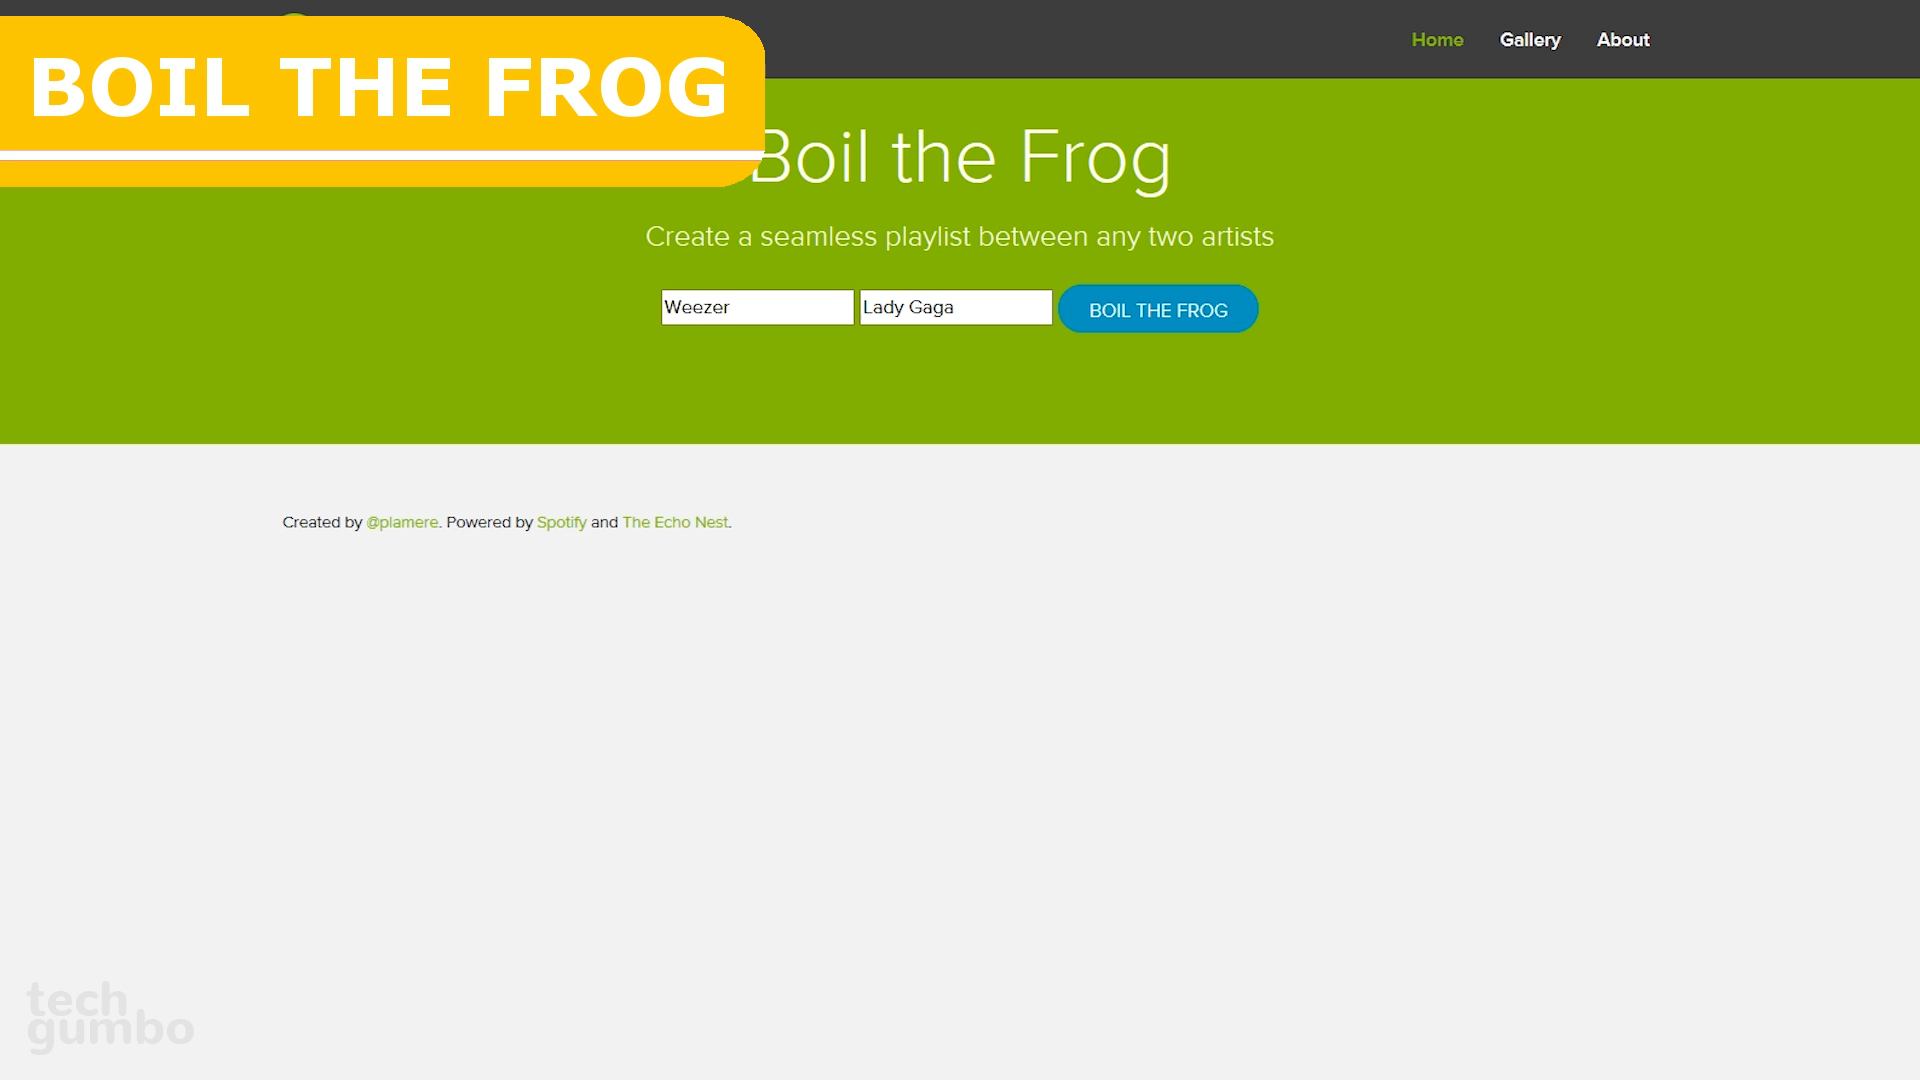 BOIL THE FROG
Home Gallery About
Boil the Frog
Create a seamless playlist between any two artists
Weezer Lady Gaga BOIL THE FROG
Created by @plamere. Powered by Spotify and The Echo Nest.
tech
gumbo